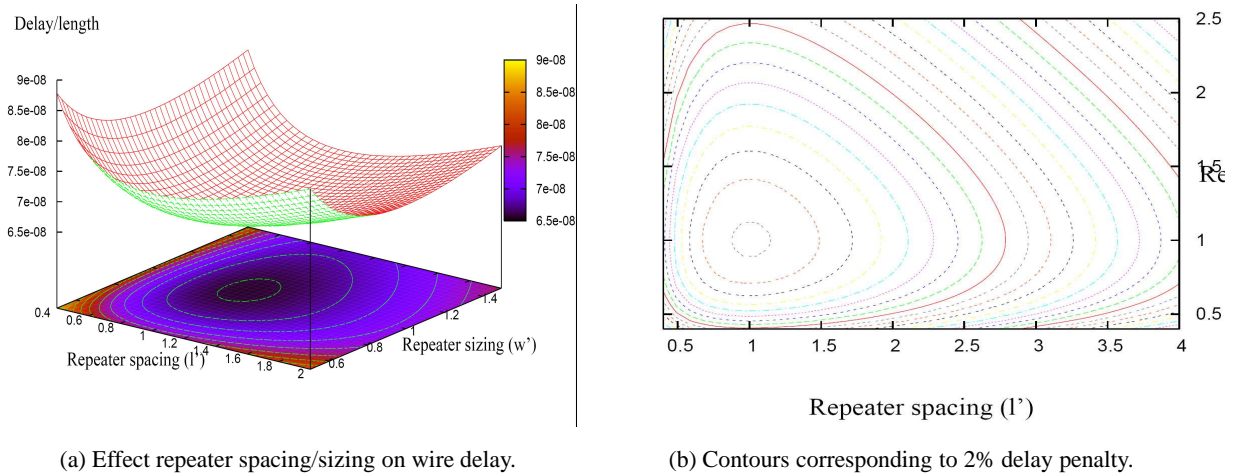 Delay/length
9e-08
8.5e-08
8e-08
7.5e-08
7e-08
6.5e-08
9e-08
8.5e-08
8e-08
7.5e-08
7e-08
6.5e-08
0.4
0.6
0.8
1
1.2
1.4
1.6
1.8
2
Repeater spacing (l')
0.6
0.8
1
1.2
1.4
Repeater sizing (w')
(a) Effect repeater spacing/sizing on wire delay.
2.5
2
1.5
Re
1
0.5
0.5
1
1.5
2
2.5
3
3.5
4
Repeater spacing (l')
(b) Contours corresponding to 2% delay penalty.